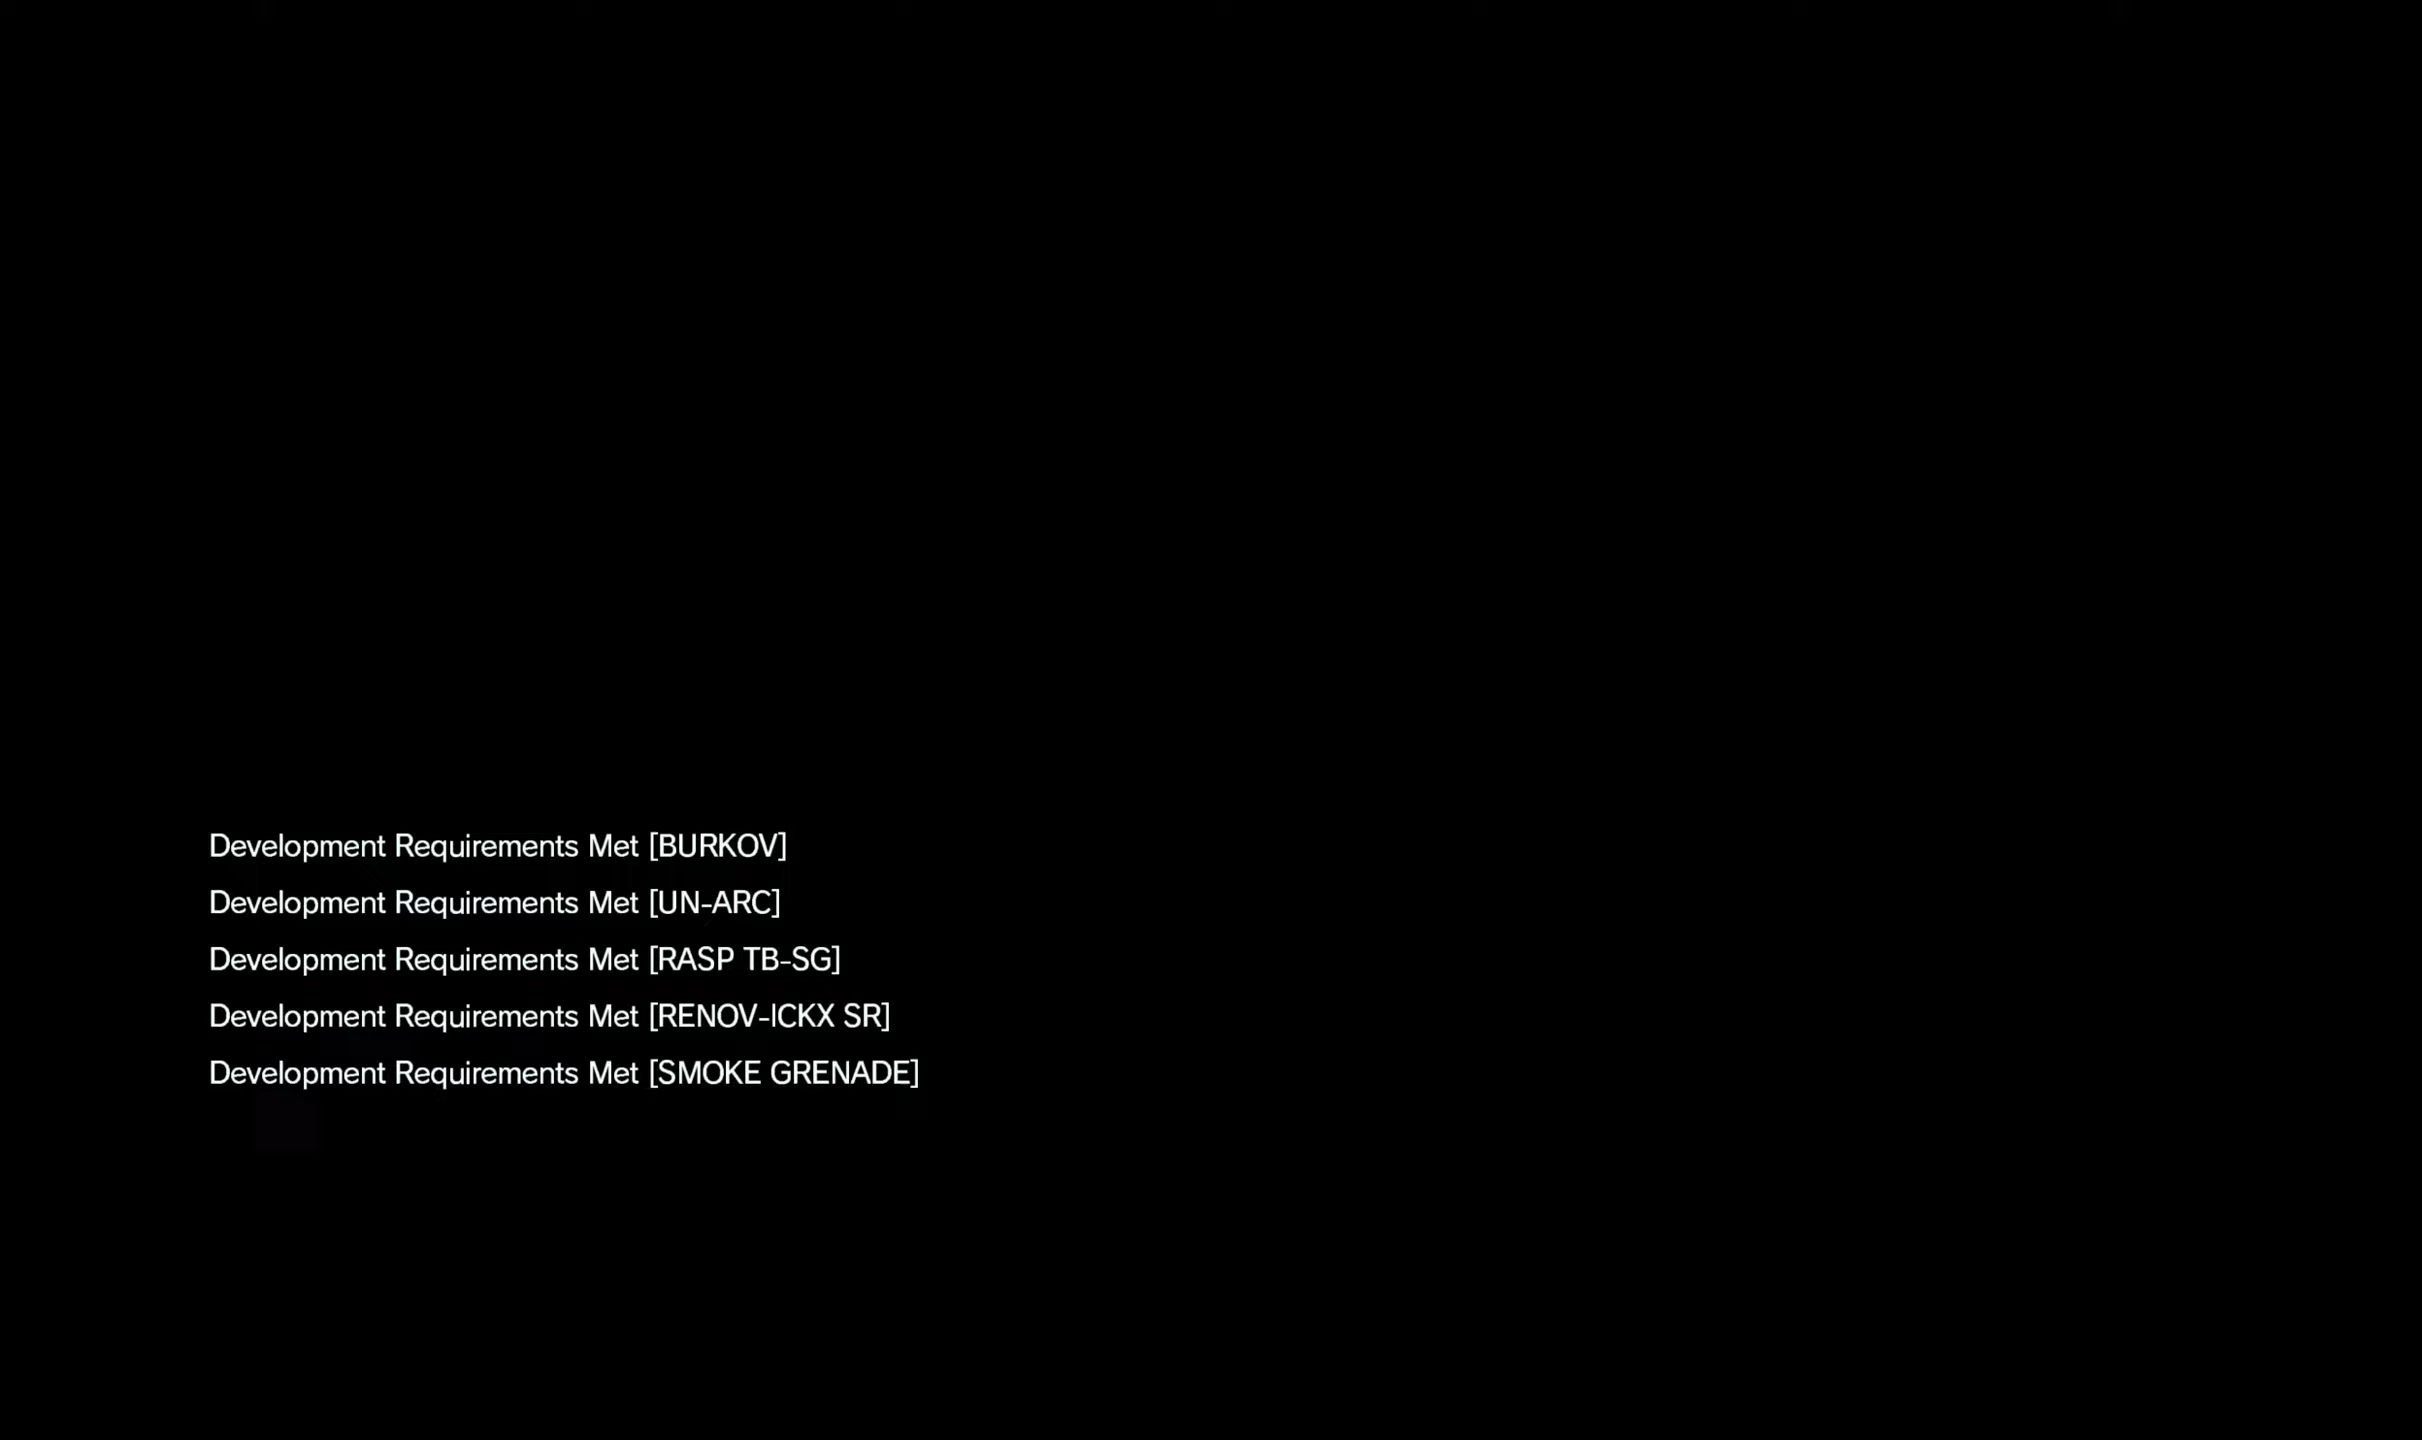 Development Requirements Met [BURKOV]
Development Requirements Met [UN-ARC]
Development Requirements Met [RASP TB-SG]
Development Requirements Met [RENOV-ICKX SR]
Development Requirements Met [SMOKE GRENADE]